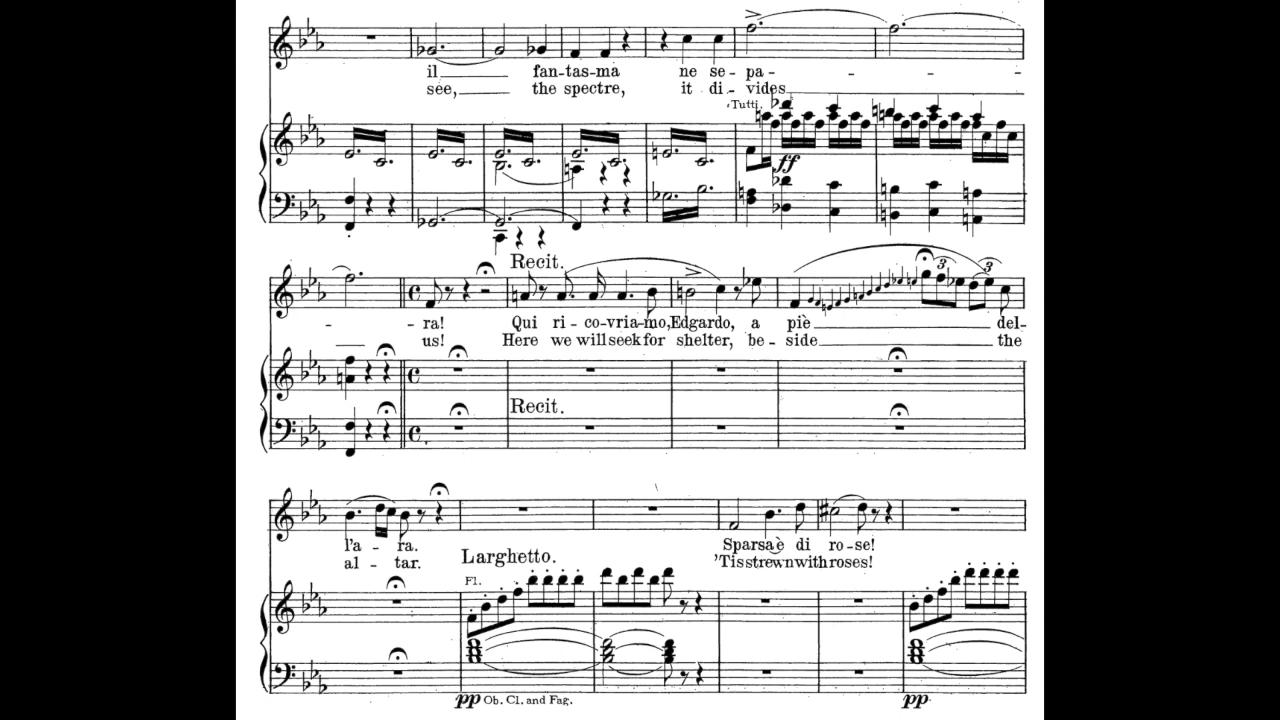 il fan-tas-ma ne se-pa-
see, the spectre, it di-vides
Tutti.
ff
Recit.
-ra! Qui ri-co-vria-mo, Edgardo, a piè del-
us! Here we will seek for shelter, be-side the
3 3
Recit.
l'a-ra. Sparsa è di ro-se!
al-tar. 'Tis strewn with roses!
Larghetto.
Fl.
pp Ob. Cl. and Fag. pp